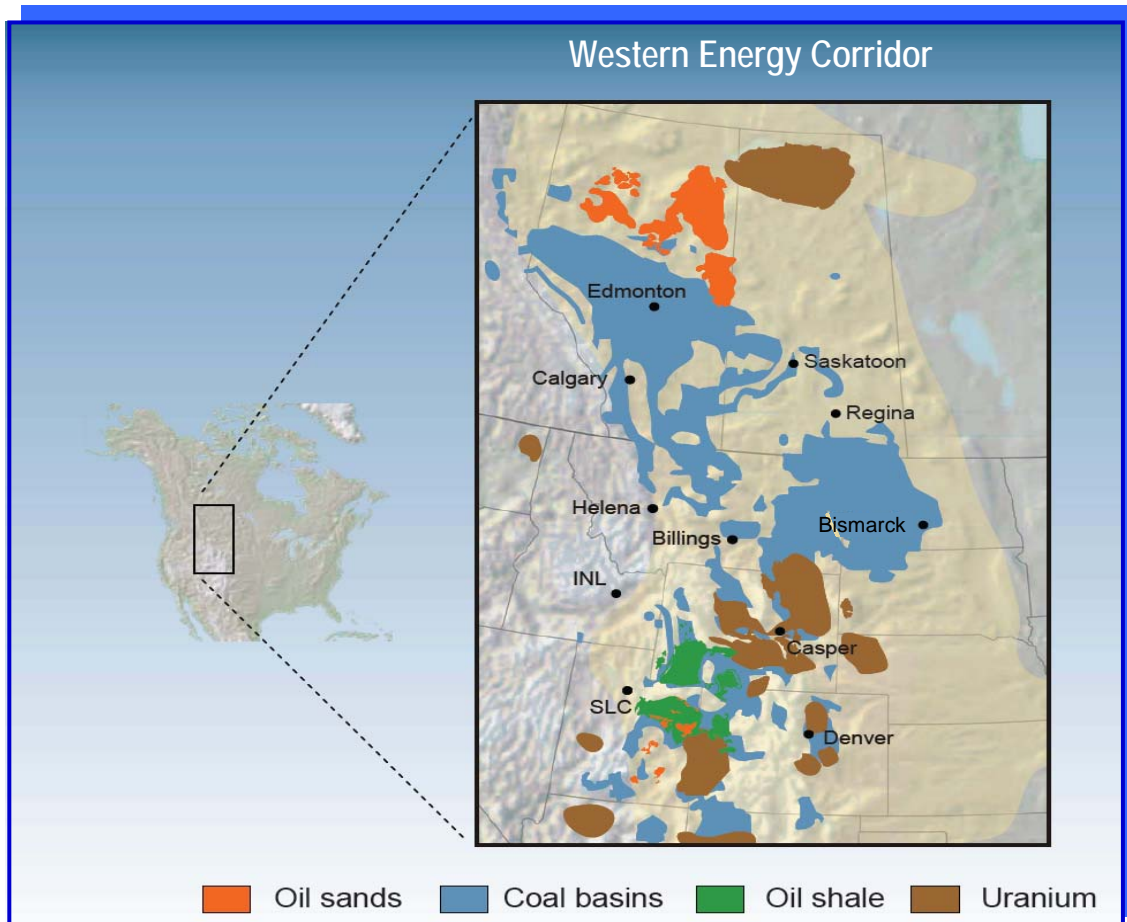 Western Energy Corridor
Edmonton
Saskatoon
Calgary
Regina
Helena
Bismarck
Billings
INL
Casper
SLC
Denver
Oil sands
Coal basins
Oil shale
Uranium